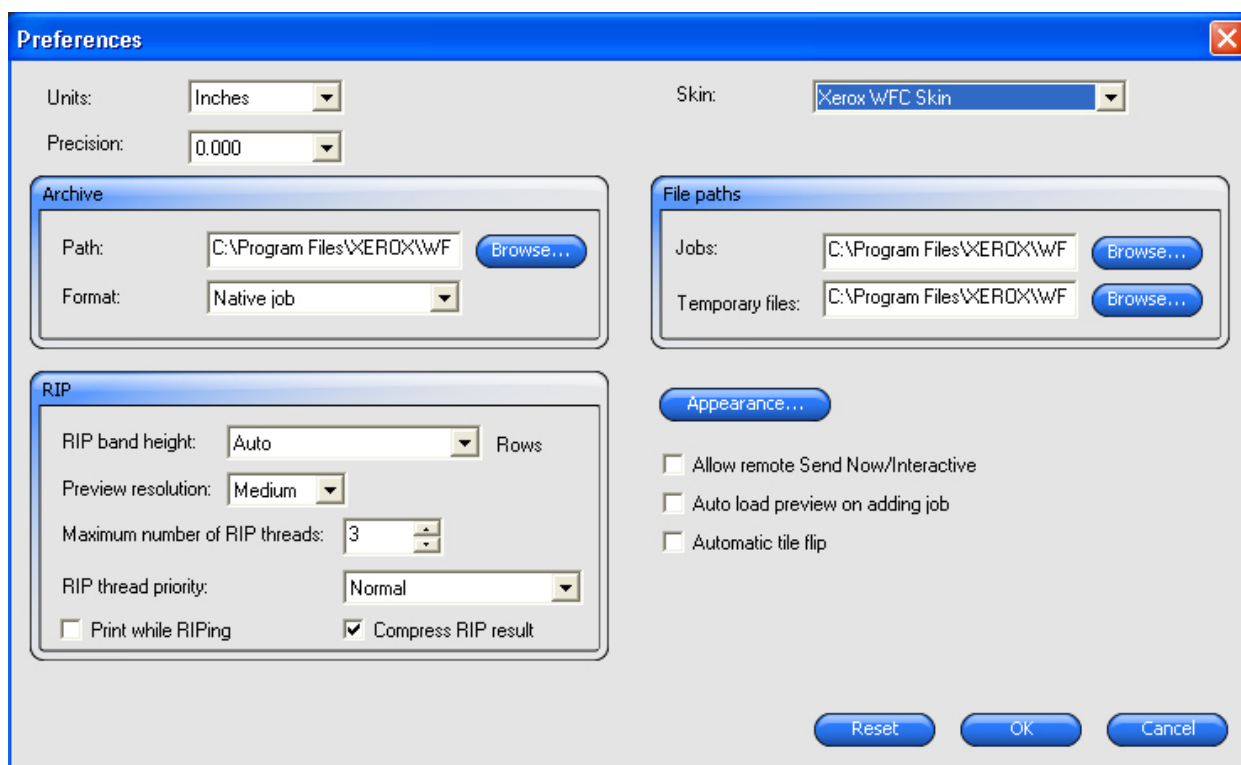 Preferences
Units: Inches Skin: Xerox WFC Skin
Precision: 0.000
Archive File paths
Path: C:\Program Files\XEROX\WF Browse... Jobs: C:\Program Files\XEROX\WF Browse...
Format: Native job Temporary files: C:\Program Files\XEROX\WF Browse...
RIP
Appearance...
RIP band height: Auto Rows
Allow remote Send Now/Interactive
Preview resolution: Medium
Auto load preview on adding job
Maximum number of RIP threads: 3
Automatic tile flip
RIP thread priority: Normal
Print while RIPing Compress RIP result
Reset OK Cancel